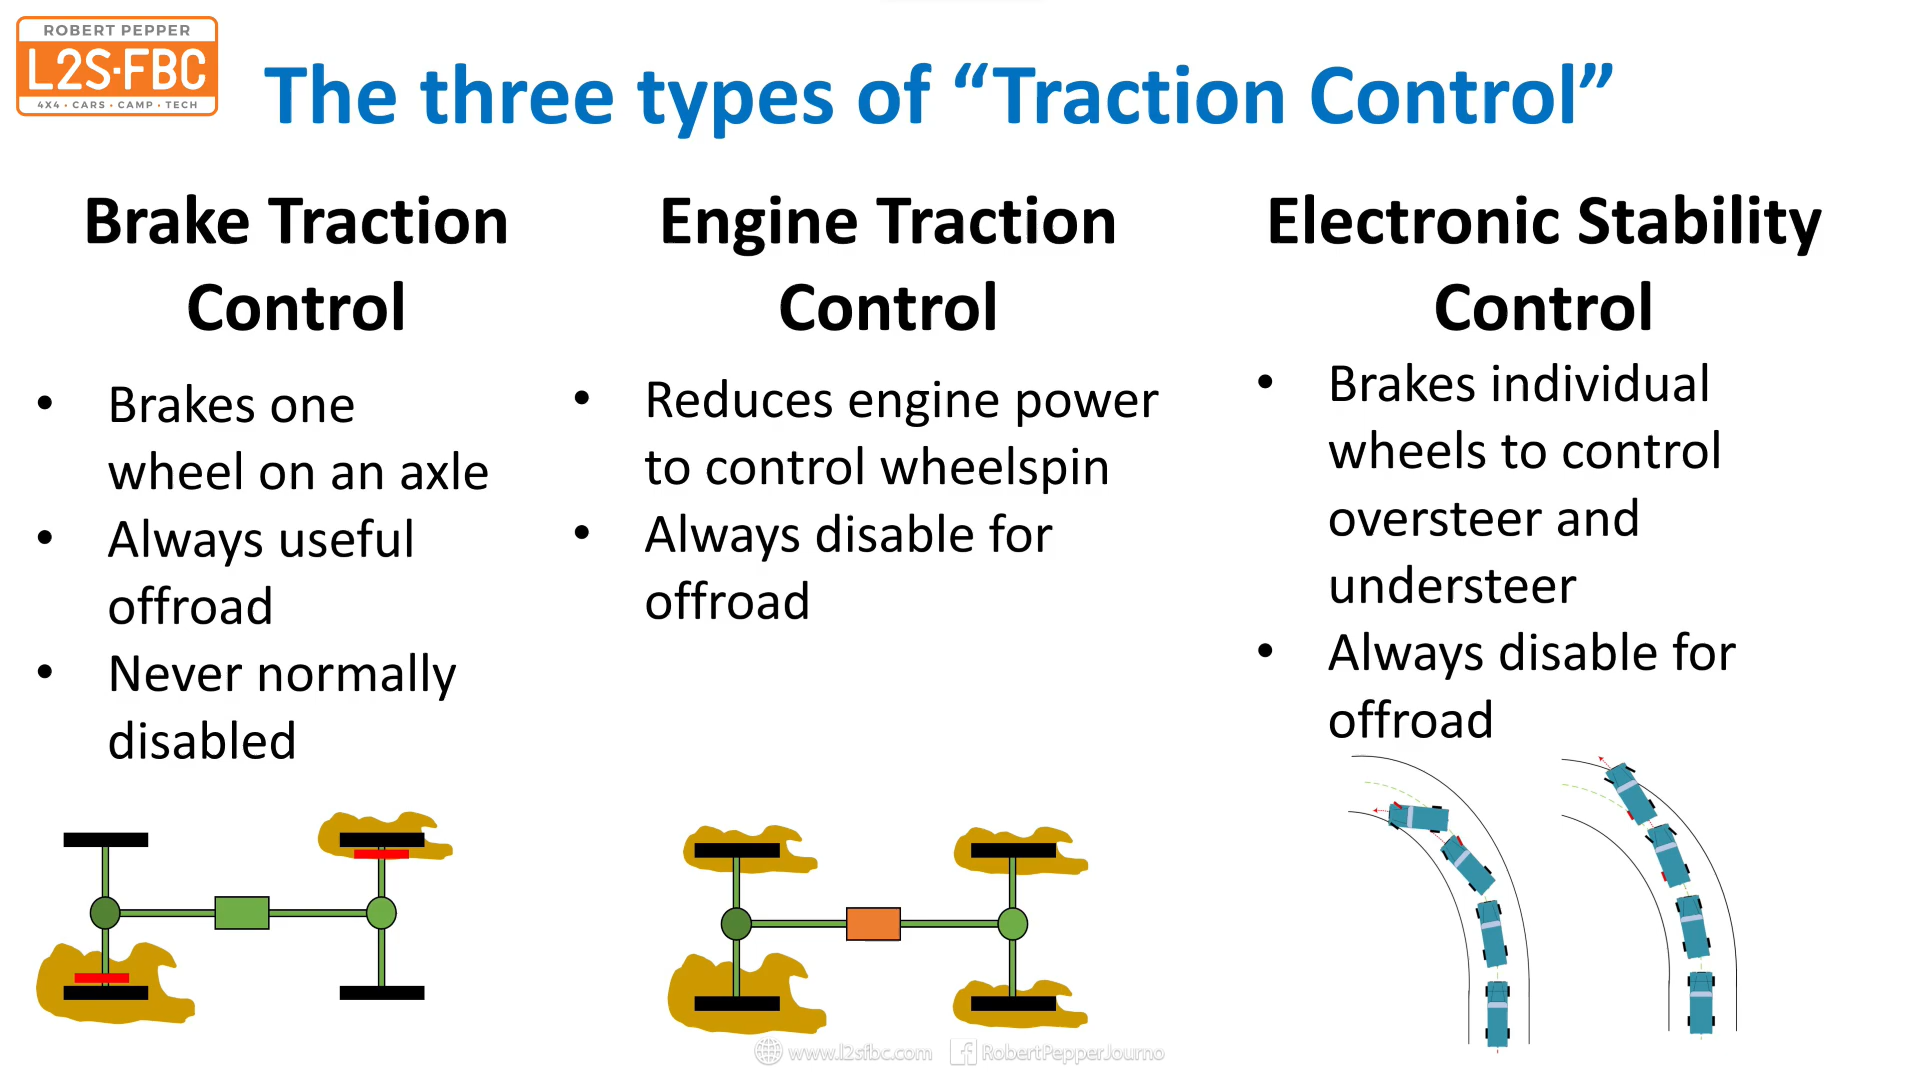 ROBERT PEPPER
L2S·FBC
4X4 • CARS • CAMP • TECH
The three types of “Traction Control”
Brake Traction
Control
• Brakes one
wheel on an axle
• Always useful
offroad
• Never normally
disabled
Engine Traction
Control
• Reduces engine power
to control wheelspin
• Always disable for
offroad
Electronic Stability
Control
• Brakes individual
wheels to control
oversteer and
understeer
• Always disable for
offroad
www.l2sfbc.com
RobertPepperJourno